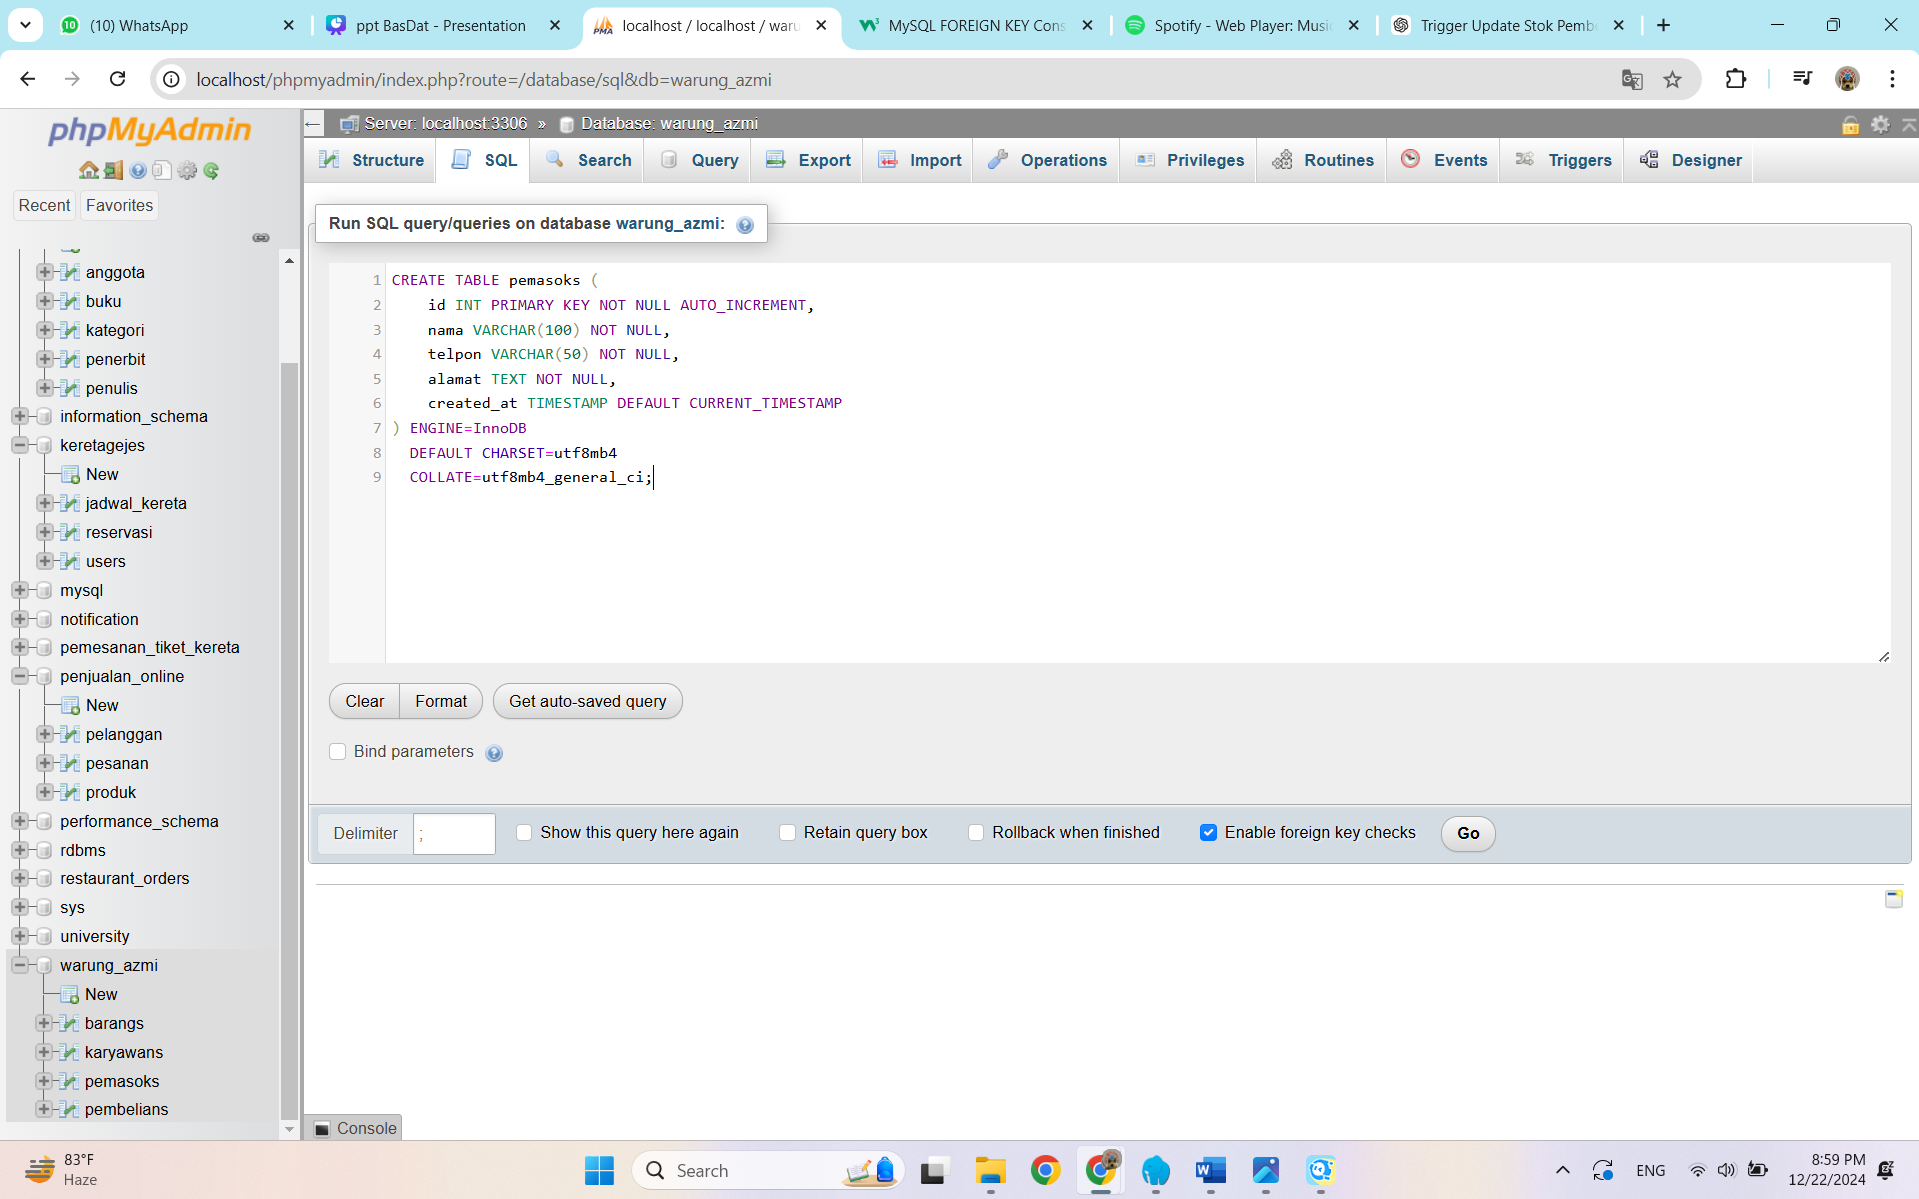 (10) WhatsApp
ppt BasDat - Presentation
localhost / localhost / waru
MySQL FOREIGN KEY Cons
Spotify - Web Player: Music
Trigger Update Stok Pembe
localhost/phpmyadmin/index.php?route=/database/sql&db=warung_azmi
phpMyAdmin
Recent
Favorites
anggota
buku
kategori
penerbit
penulis
information_schema
keretagejes
New
jadwal_kereta
reservasi
users
mysql
notification
pemesanan_tiket_kereta
penjualan_online
New
pelanggan
pesanan
produk
performance_schema
rdbms
restaurant_orders
sys
university
warung_azmi
New
barangs
karyawans
pemasoks
pembelians
Server: localhost:3306 » Database: warung_azmi
Structure
SQL
Search
Query
Export
Import
Operations
Privileges
Routines
Events
Triggers
Designer
Run SQL query/queries on database warung_azmi:
1 CREATE TABLE pemasoks (
2 id INT PRIMARY KEY NOT NULL AUTO_INCREMENT,
3 nama VARCHAR(100) NOT NULL,
4 telpon VARCHAR(50) NOT NULL,
5 alamat TEXT NOT NULL,
6 created_at TIMESTAMP DEFAULT CURRENT_TIMESTAMP
7 ) ENGINE=InnoDB
8 DEFAULT CHARSET=utf8mb4
9 COLLATE=utf8mb4_general_ci;
Clear
Format
Get auto-saved query
Bind parameters
Delimiter
;
Show this query here again
Retain query box
Rollback when finished
Enable foreign key checks
Go
Console
83°F
Haze
Search
ENG
8:59 PM
12/22/2024